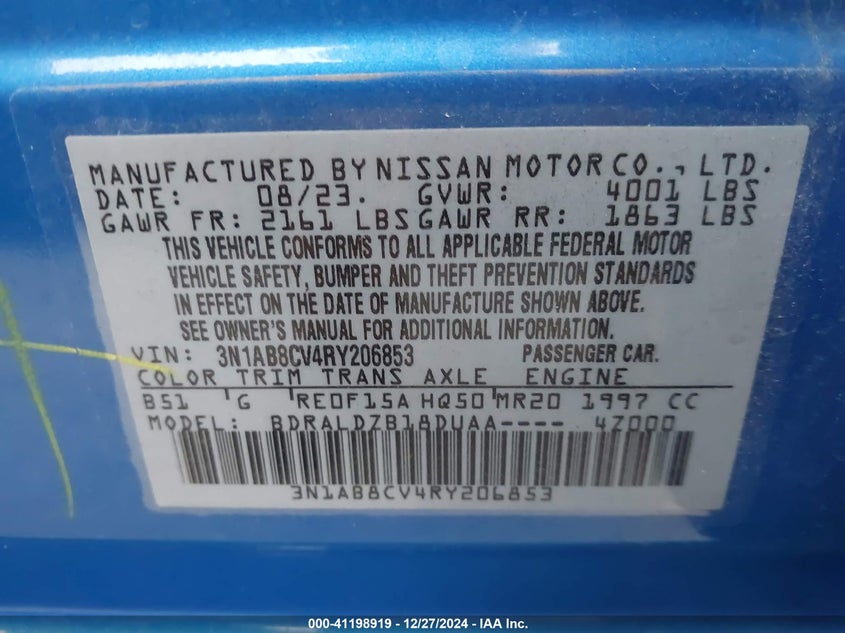 MANUFACTURED BY NISSAN MOTOR CO., LTD.
DATE: 08/23. GVWR: 4001 LBS
GAWR FR: 2161 LBS GAWR RR: 1863 LBS
THIS VEHICLE CONFORMS TO ALL APPLICABLE FEDERAL MOTOR
VEHICLE SAFETY, BUMPER AND THEFT PREVENTION STANDARDS
IN EFFECT ON THE DATE OF MANUFACTURE SHOWN ABOVE.
SEE OWNER'S MANUAL FOR ADDITIONAL INFORMATION.
VIN: 3N1AB8CV4RY206853 PASSENGER CAR.
COLOR TRIM TRANS AXLE ENGINE
B51 G RE0F15A HQ50 MR20 1997 CC
MODEL: BDRALDZB18DUAA---- 4Z000
3N1AB8CV4RY206853
000-41198919 - 12/27/2024 - IAA Inc.